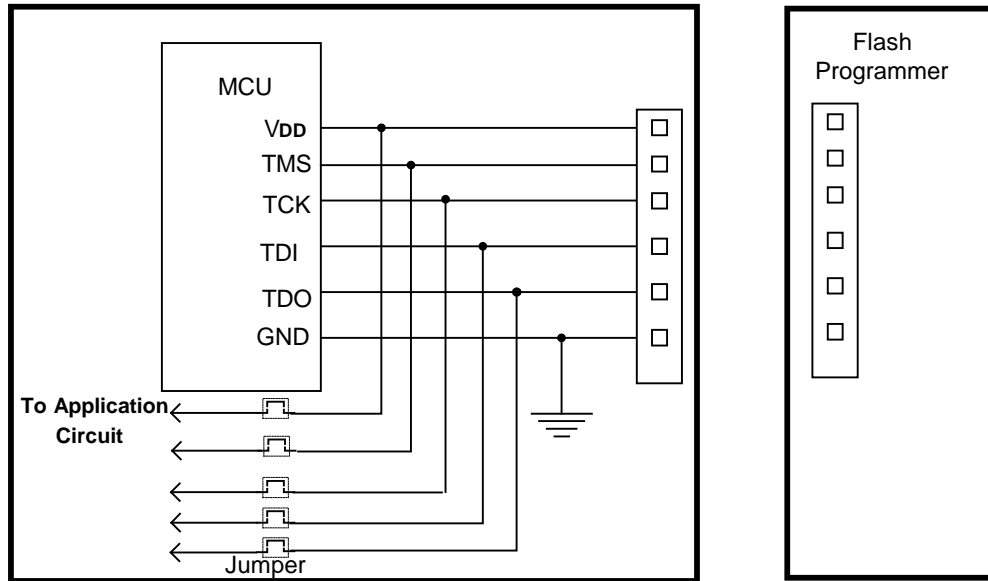 MCU
VDD
TMS
TCK
TDI
TDO
GND
To Application
Circuit
Jumper
Flash
Programmer